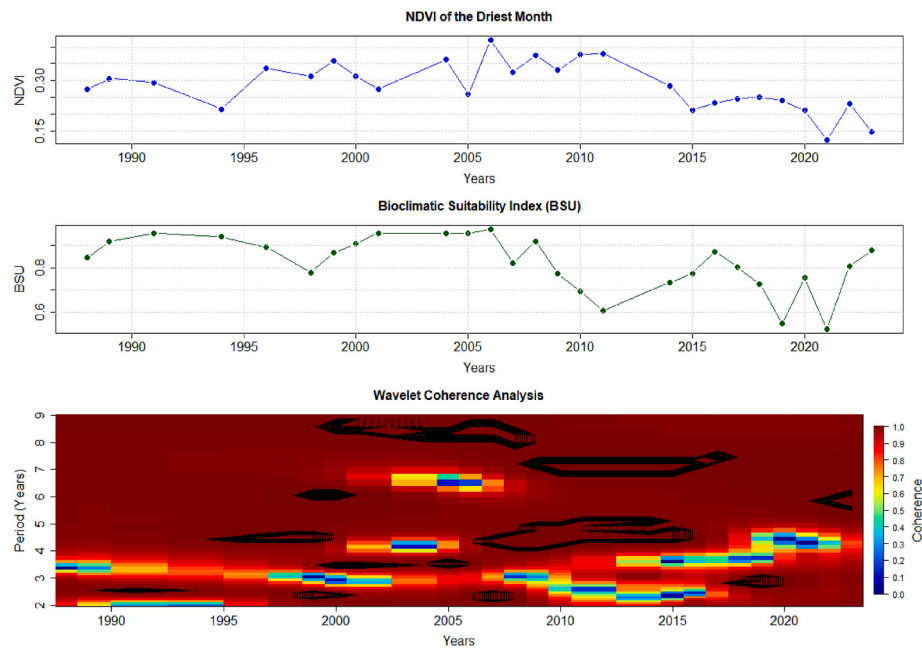 NDVI of the Driest Month
NDVI
0.30
0.15
1990 1995 2000 2005 2010 2015 2020
Years
Bioclimatic Suitability Index (BSU)
BSU
0.8
0.6
1990 1995 2000 2005 2010 2015 2020
Years
Wavelet Coherence Analysis
Period (Years)
9
8
7
6
5
4
3
2
1990 1995 2000 2005 2010 2015 2020
Years
1.0
0.9
0.8
0.7
0.6
0.5
0.4
0.3
0.2
0.1
0.0
Coherence